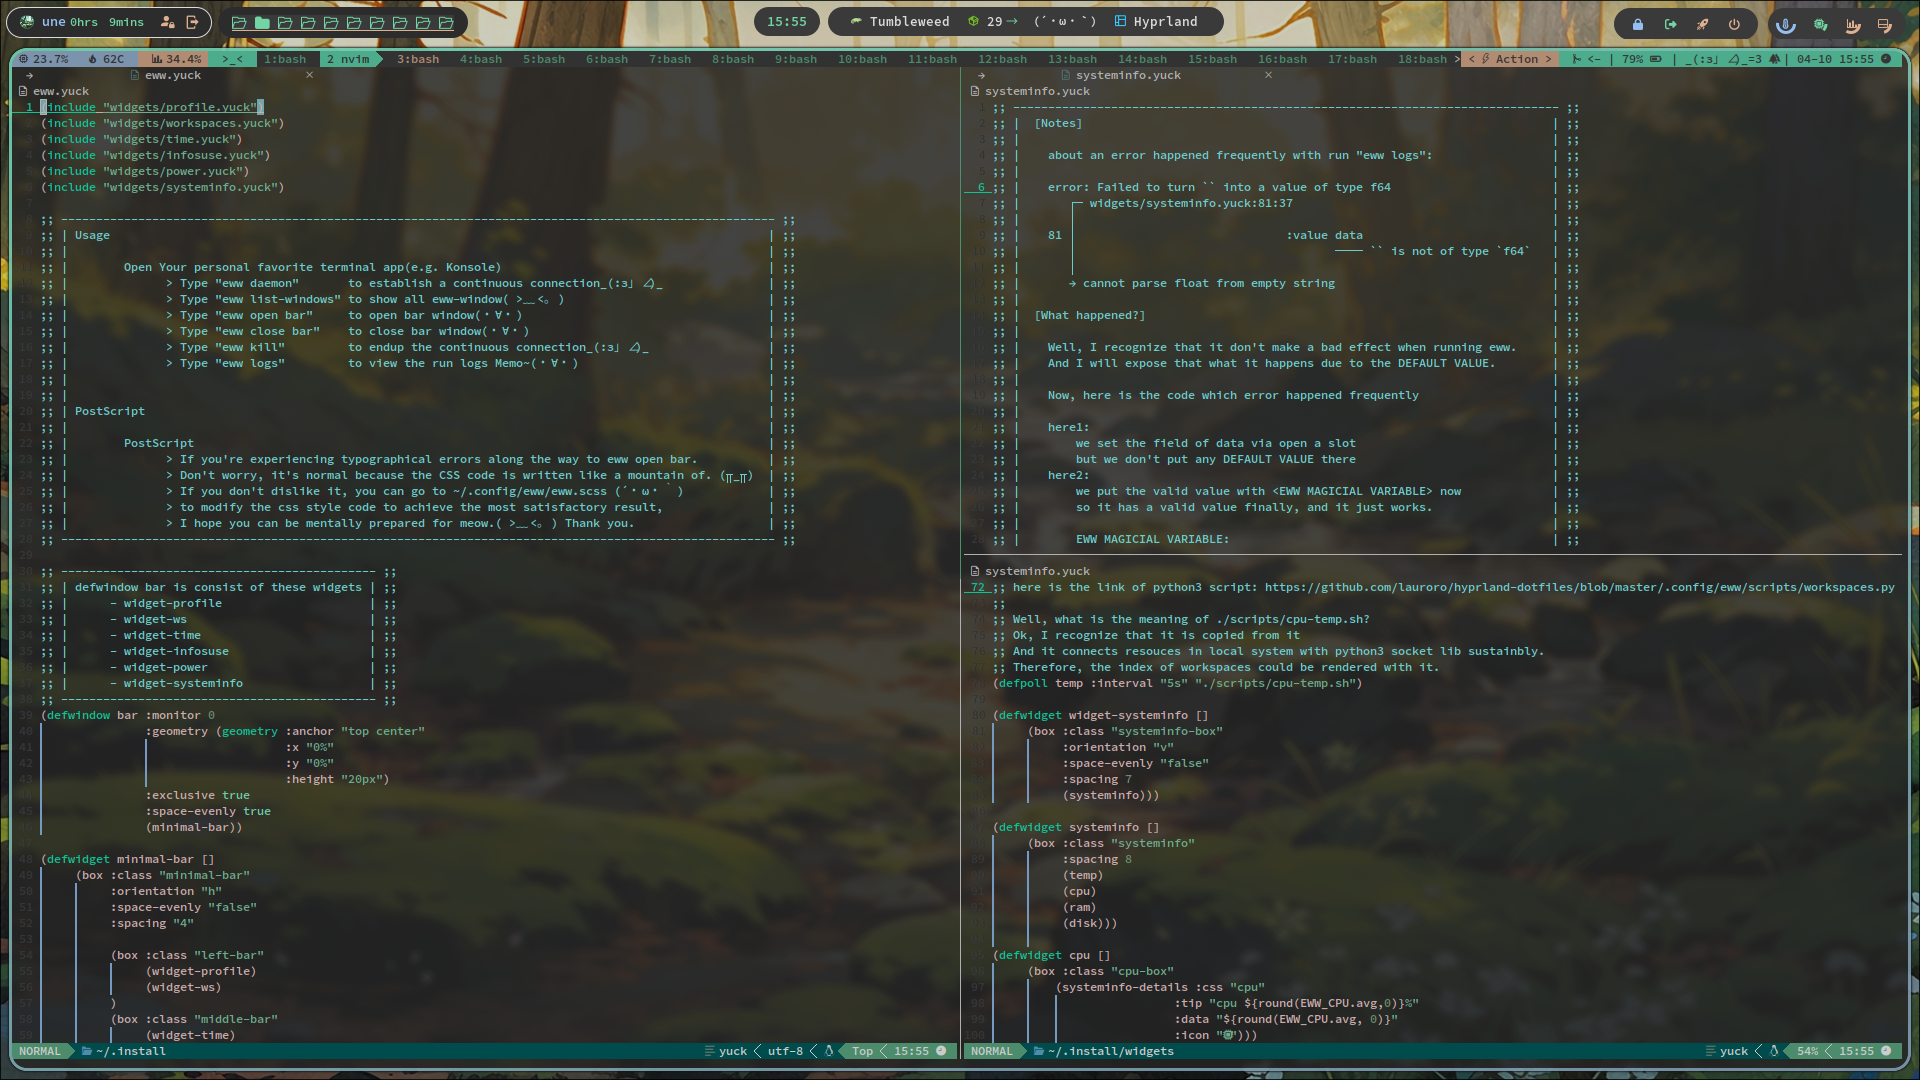 une 0hrs 9mins
15:55
Tumbleweed 29→ (´・ω・`) Hyprland
23.7% 62C 34.4% >_< 1:bash 2 nvim 3:bash 4:bash 5:bash 6:bash 7:bash 8:bash 9:bash 10:bash 11:bash 12:bash 13:bash 14:bash 15:bash 16:bash 17:bash 18:bash > < Action > <- 79% _(:з」∠)_=3 04-10 15:55
→ eww.yuck ×
eww.yuck
1 (include "widgets/profile.yuck")
(include "widgets/workspaces.yuck")
(include "widgets/time.yuck")
(include "widgets/infosuse.yuck")
(include "widgets/power.yuck")
(include "widgets/systeminfo.yuck")
;; ------------------------------------------------------------------------------------------------------ ;;
;; | Usage | ;;
;; | | ;;
;; | Open Your personal favorite terminal app(e.g. Konsole) | ;;
;; | > Type "eww daemon" to establish a continuous connection_(:з」∠)_ | ;;
;; | > Type "eww list-windows" to show all eww-window( >﹏<。) | ;;
;; | > Type "eww open bar" to open bar window(・∀・) | ;;
;; | > Type "eww close bar" to close bar window(・∀・) | ;;
;; | > Type "eww kill" to endup the continuous connection_(:з」∠)_ | ;;
;; | > Type "eww logs" to view the run logs Memo~(・∀・) | ;;
;; | | ;;
;; | | ;;
;; | PostScript | ;;
;; | | ;;
;; | PostScript | ;;
;; | > If you're experiencing typographical errors along the way to eww open bar. | ;;
;; | > Don't worry, it's normal because the CSS code is written like a mountain of. (╥_╥) | ;;
;; | > If you don't dislike it, you can go to ~/.config/eww/eww.scss (´・ω・｀) | ;;
;; | > to modify the css style code to achieve the most satisfactory result, | ;;
;; | > I hope you can be mentally prepared for meow.( >﹏<。) Thank you. | ;;
;; ------------------------------------------------------------------------------------------------------ ;;
;; --------------------------------------------- ;;
;; | defwindow bar is consist of these widgets | ;;
;; | - widget-profile | ;;
;; | - widget-ws | ;;
;; | - widget-time | ;;
;; | - widget-infosuse | ;;
;; | - widget-power | ;;
;; | - widget-systeminfo | ;;
;; --------------------------------------------- ;;
(defwindow bar :monitor 0
:geometry (geometry :anchor "top center"
:x "0%"
:y "0%"
:height "20px")
:exclusive true
:space-evenly true
(minimal-bar))
(defwidget minimal-bar []
(box :class "minimal-bar"
:orientation "h"
:space-evenly "false"
:spacing "4"
(box :class "left-bar"
(widget-profile)
(widget-ws)
)
(box :class "middle-bar"
(widget-time)
NORMAL ~/.install yuck < utf-8 < Top < 15:55
→ systeminfo.yuck ×
systeminfo.yuck
;; ------------------------------------------------------------------------------ ;;
;; | [Notes] | ;;
;; | | ;;
;; | about an error happened frequently with run "eww logs": | ;;
;; | | ;;
6 ;; | error: Failed to turn `` into a value of type f64 | ;;
;; | ┌─ widgets/systeminfo.yuck:81:37 | ;;
;; | │ | ;;
;; | 81 │ :value data | ;;
;; | │ ──── `` is not of type `f64` | ;;
;; | │ | ;;
;; | → cannot parse float from empty string | ;;
;; | | ;;
;; | [What happened?] | ;;
;; | | ;;
;; | Well, I recognize that it don't make a bad effect when running eww. | ;;
;; | And I will expose that what it happens due to the DEFAULT VALUE. | ;;
;; | | ;;
;; | Now, here is the code which error happened frequently | ;;
;; | | ;;
;; | here1: | ;;
;; | we set the field of data via open a slot | ;;
;; | but we don't put any DEFAULT VALUE there | ;;
;; | here2: | ;;
;; | we put the valid value with <EWW MAGICIAL VARIABLE> now | ;;
;; | so it has a valid value finally, and it just works. | ;;
;; | | ;;
;; | EWW MAGICIAL VARIABLE: | ;;
systeminfo.yuck
72 ;; here is the link of python3 script: https://github.com/lauroro/hyprland-dotfiles/blob/master/.config/eww/scripts/workspaces.py
;;
;; Well, what is the meaning of ./scripts/cpu-temp.sh?
;; Ok, I recognize that it is copied from it
;; And it connects resouces in local system with python3 socket lib sustainbly.
;; Therefore, the index of workspaces could be rendered with it.
(defpoll temp :interval "5s" "./scripts/cpu-temp.sh")
(defwidget widget-systeminfo []
(box :class "systeminfo-box"
:orientation "v"
:space-evenly "false"
:spacing 7
(systeminfo)))
(defwidget systeminfo []
(box :class "systeminfo"
:spacing 8
(temp)
(cpu)
(ram)
(disk)))
(defwidget cpu []
(box :class "cpu-box"
(systeminfo-details :css "cpu"
:tip "cpu ${round(EWW_CPU.avg,0)}%"
:data "${round(EWW_CPU.avg, 0)}"
:icon "")))
NORMAL ~/.install/widgets yuck < 54% < 15:55